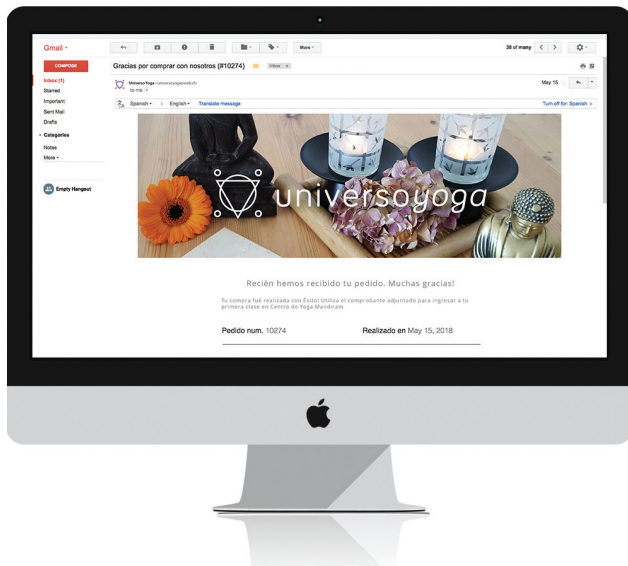 Gmail
More
38 of many
COMPOSE
Gracias por comprar con nosotros (#10274)
Inbox x
Inbox (1)
Starred
Important
Sent Mail
Drafts
Categories
Notes
More
Empty Hangout
Universo Yoga
May 15
to me
Spanish
English
Translate message
Turn off for: Spanish x
universoyoga
Recién hemos recibido tu pedido. Muchas gracias!
Tu compra fué realizada con Éxito! Utiliza el comprobante adjuntado para ingresar a tu
primera clase en Centro de Yoga Mandiram
Pedido num. 10274
Realizado en May 15, 2018